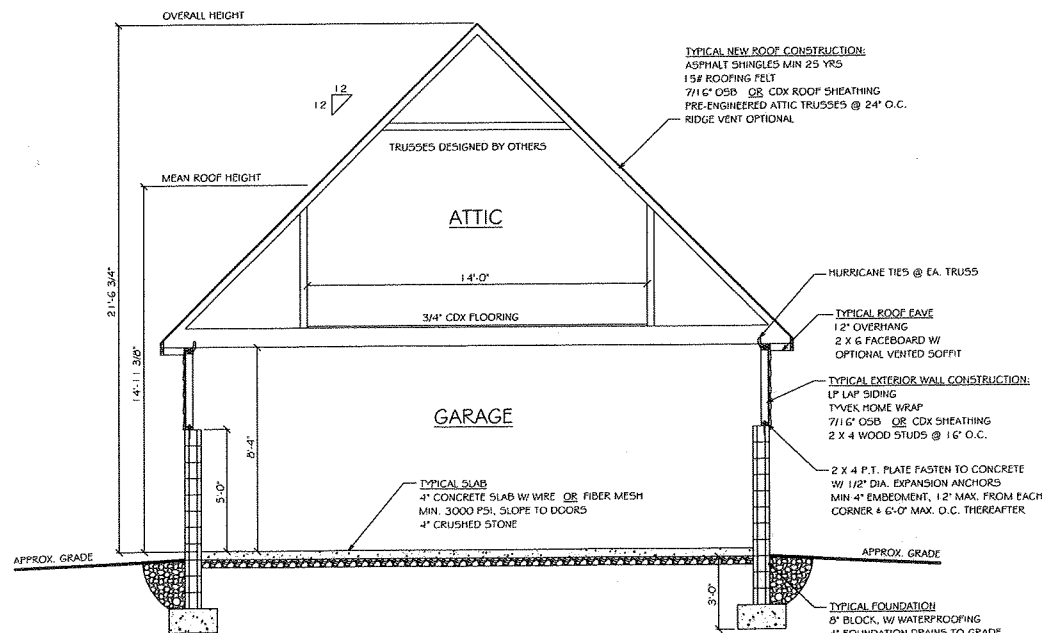 OVERALL HEIGHT
TYPICAL NEW ROOF CONSTRUCTION:
ASPHALT SHINGLES MIN 25 YRS
15# ROOFING FELT
7/16" OSB OR CDX ROOF SHEATHING
PRE-ENGINEERED ATTIC TRUSSES @ 24" O.C.
RIDGE VENT OPTIONAL
12
12
TRUSSES DESIGNED BY OTHERS
MEAN ROOF HEIGHT
ATTIC
14'-0"
3/4" CDX FLOORING
21'-6 3/4"
14'-11 3/8"
HURRICANE TIES @ EA. TRUSS
TYPICAL ROOF EAVE
12" OVERHANG
2 X 6 FACEBOARD W/
OPTIONAL VENTED SOFFIT
TYPICAL EXTERIOR WALL CONSTRUCTION:
LP LAP SIDING
TYVEK HOME WRAP
7/16" OSB OR CDX SHEATHING
2 X 4 WOOD STUDS @ 16" O.C.
GARAGE
8'-4"
5'-0"
TYPICAL SLAB
4" CONCRETE SLAB W/ WIRE OR FIBER MESH
MIN. 3000 PSI, SLOPE TO DOORS
4" CRUSHED STONE
2 X 4 P.T. PLATE FASTEN TO CONCRETE
W/ 1/2" DIA. EXPANSION ANCHORS
MIN 4" EMBEDMENT, 12" MAX. FROM EACH
CORNER & 6'-0" MAX. O.C. THEREAFTER
APPROX. GRADE
APPROX. GRADE
3'-0"
TYPICAL FOUNDATION
8" BLOCK, W/ WATERPROOFING
4" FOUNDATION DRAINS TO GRADE